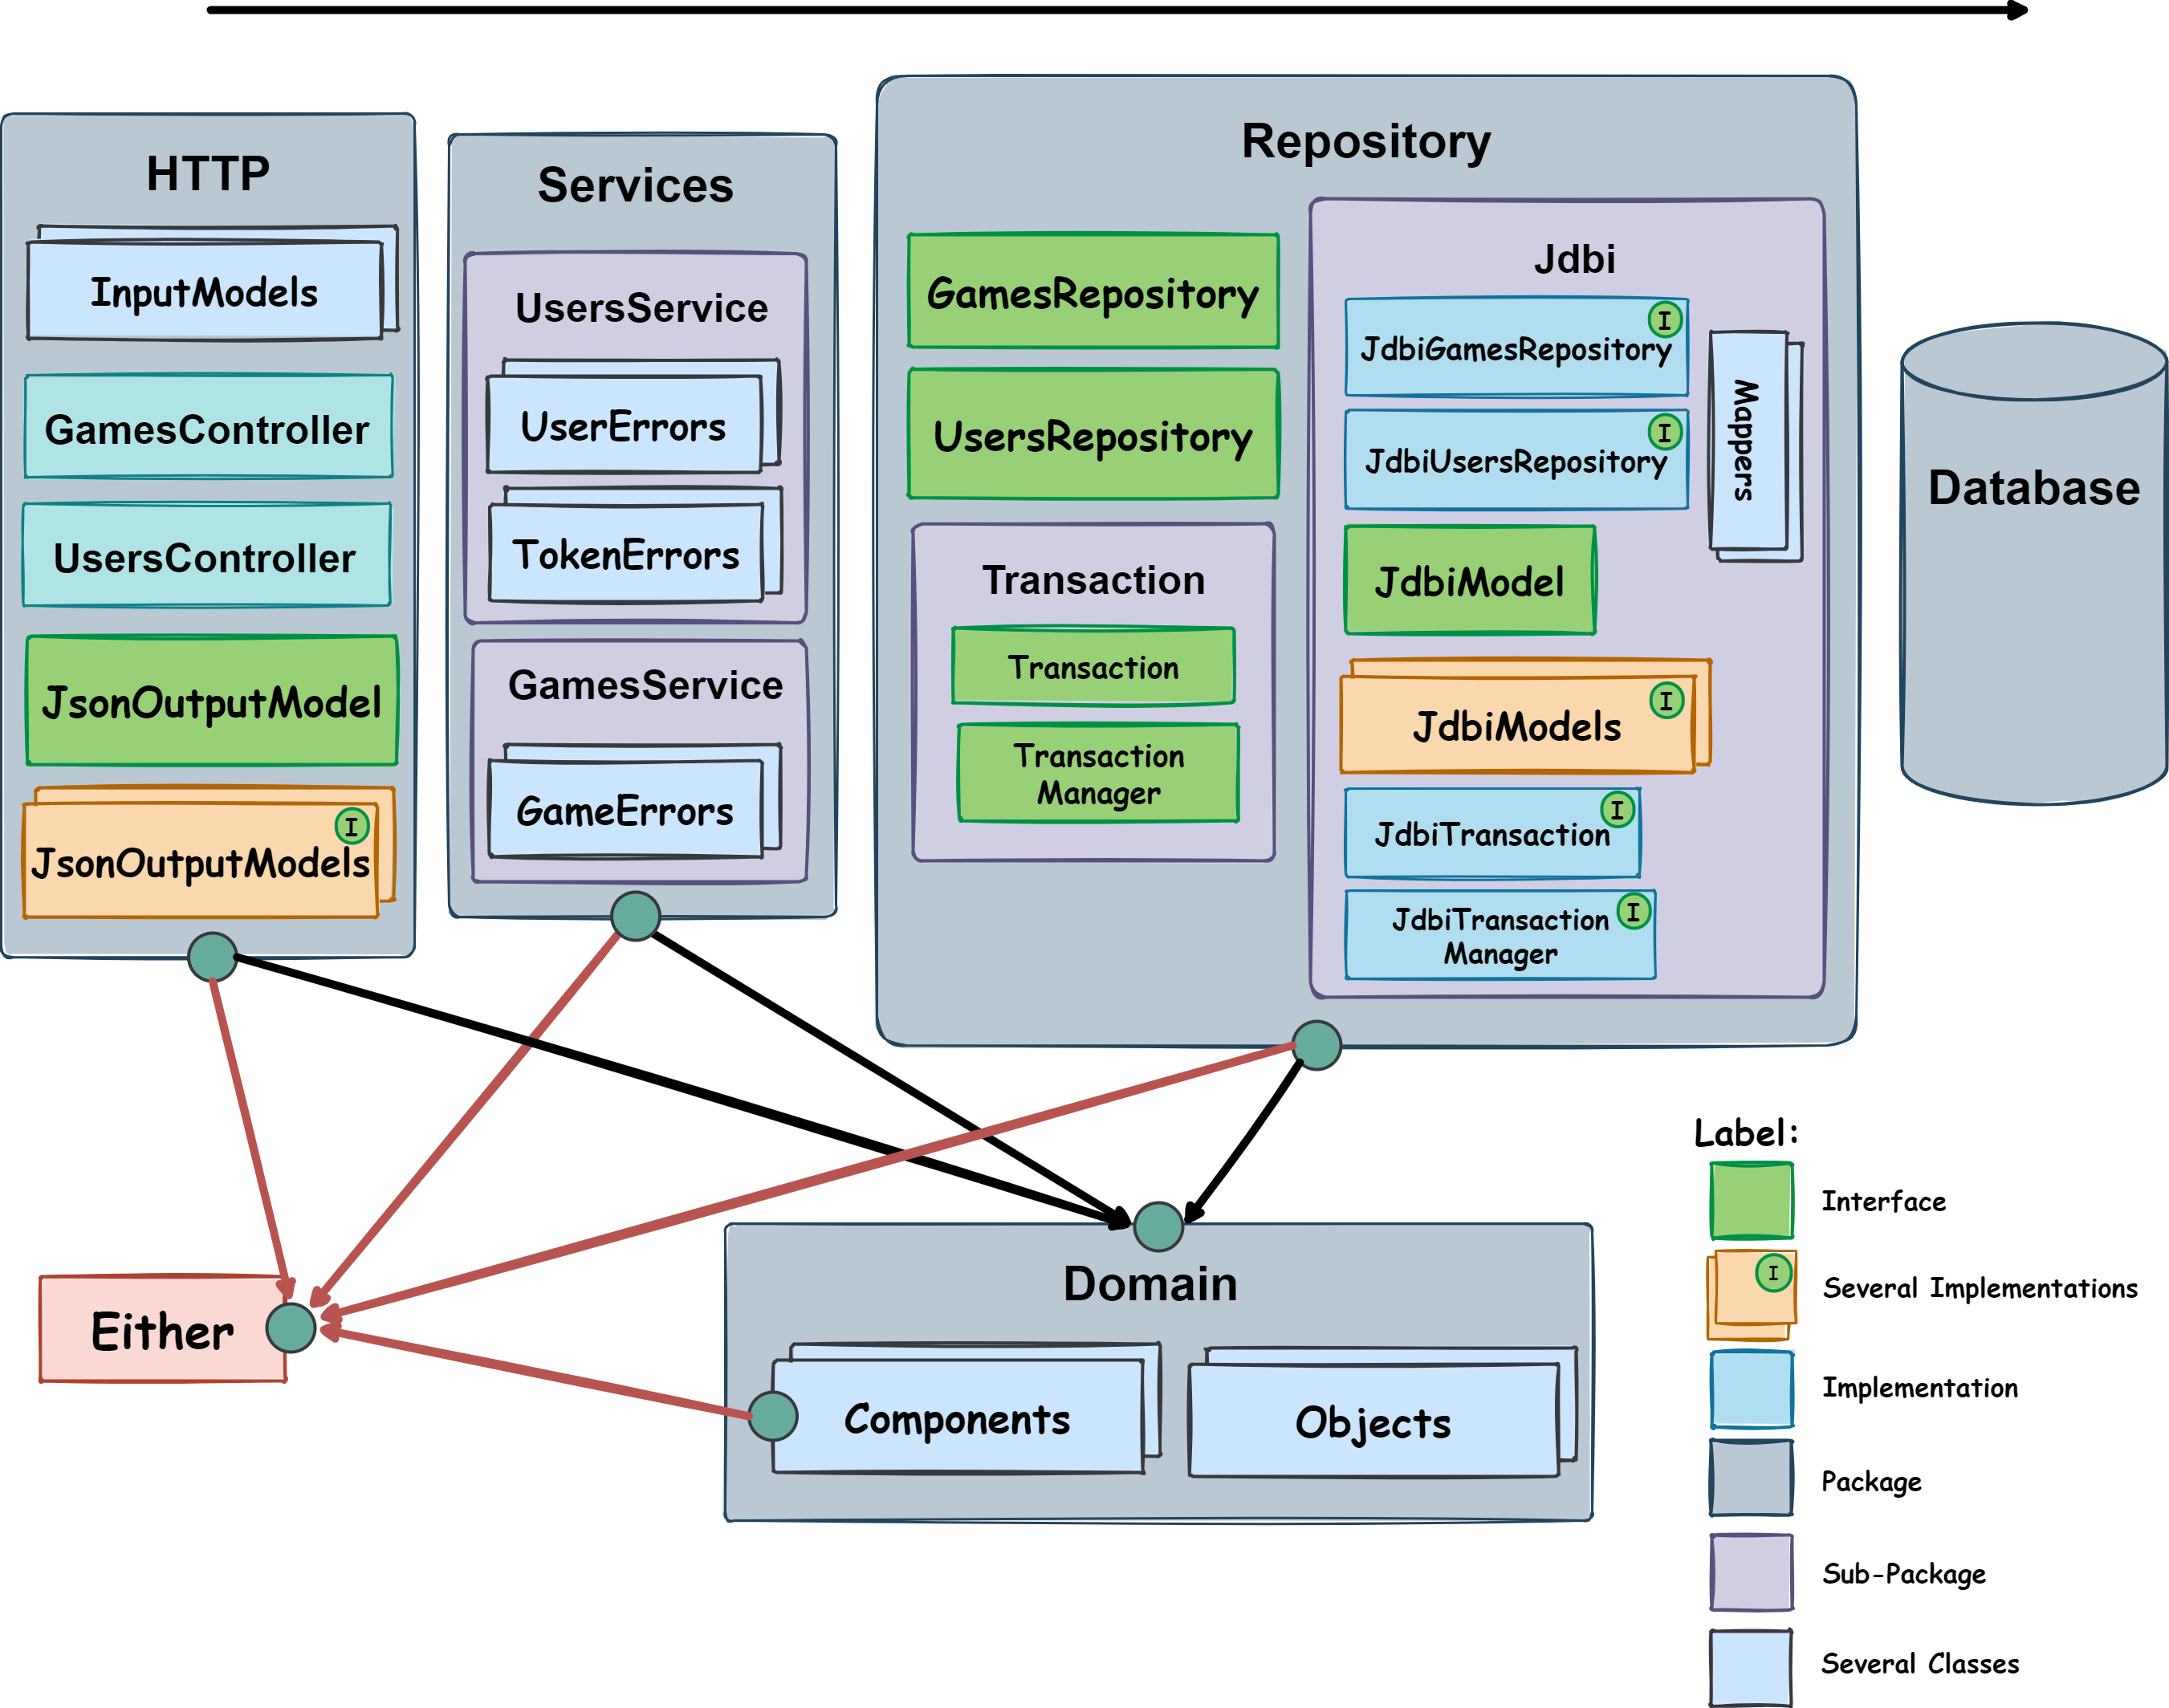 HTTP
InputModels
GamesController
UsersController
JsonOutputModel
I
JsonOutputModels
Services
UsersService
UserErrors
TokenErrors
GamesService
GameErrors
Repository
GamesRepository
UsersRepository
Transaction
Transaction
Transaction
Manager
Jdbi
I
JdbiGamesRepository
I
JdbiUsersRepository
Mappers
JdbiModel
I
JdbiModels
I
JdbiTransaction
I
JdbiTransaction
Manager
Database
Either
Domain
Components
Objects
Label:
Interface
I
Several Implementations
Implementation
Package
Sub-Package
Several Classes